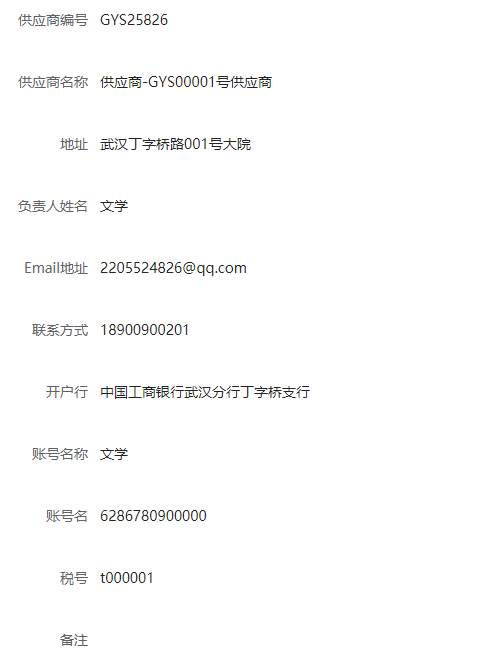 供应商编号 GYS25826
供应商名称 供应商-GYS00001号供应商
地址 武汉丁字桥路001号大院
负责人姓名 文学
Email地址 2205524826@qq.com
联系方式 18900900201
开户行 中国工商银行武汉分行丁字桥支行
账号名称 文学
账号名 6286780900000
税号 t000001
备注